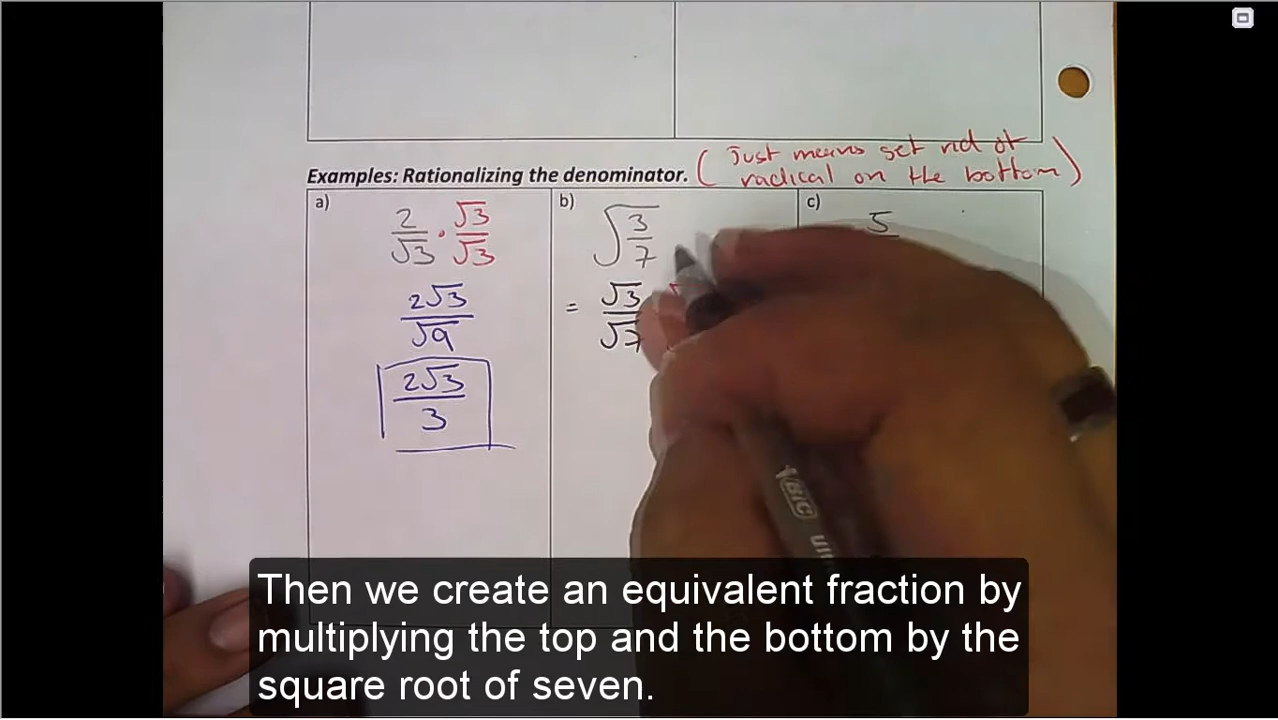 (Just means get rid of
Examples: Rationalizing the denominator. radical on the bottom)
a) b) c)
2/√3 · √3/√3
2√3/√9
2√3/3
√3/7
= √3/√7
5
BIC
Then we create an equivalent fraction by
multiplying the top and the bottom by the
square root of seven.